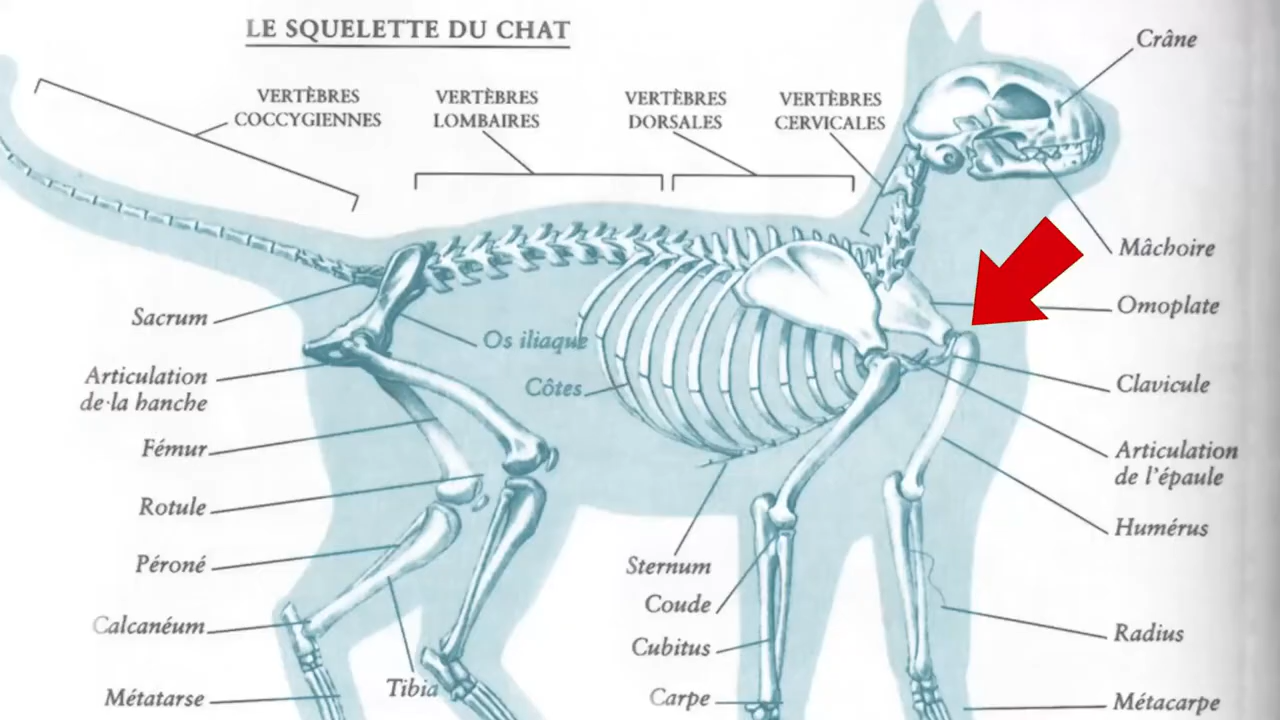 LE SQUELETTE DU CHAT
VERTÈBRES
COCCYGIENNES
VERTÈBRES
LOMBAIRES
VERTÈBRES
DORSALES
VERTÈBRES
CERVICALES
Crâne
Mâchoire
Omoplate
Clavicule
Articulation
de l'épaule
Humérus
Radius
Métacarpe
Sacrum
Os iliaque
Articulation
de la hanche
Côtes
Fémur
Rotule
Péroné
Calcanéum
Métatarse
Tibia
Sternum
Coude
Cubitus
Carpe